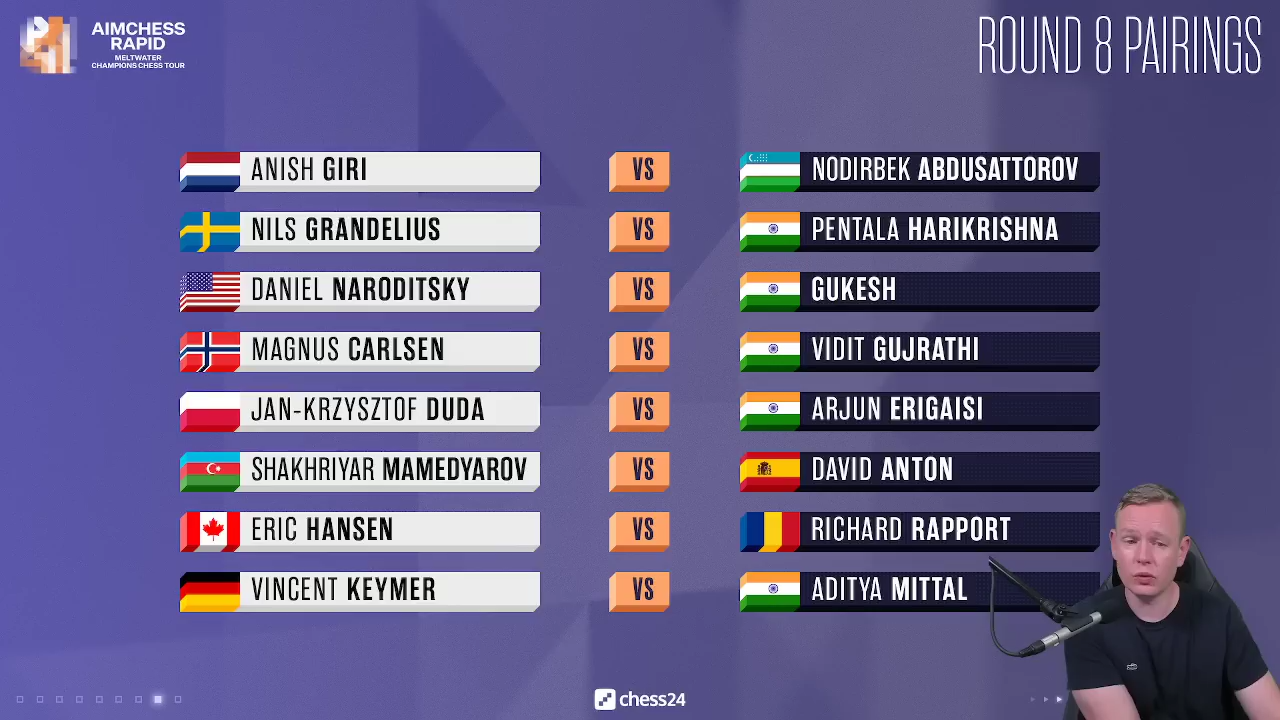 AIMCHESS
RAPID
MELTWATER
CHAMPIONS CHESS TOUR
ROUND 8 PAIRINGS
ANISH GIRI VS NODIRBEK ABDUSATTOROV
NILS GRANDELIUS VS PENTALA HARIKRISHNA
DANIEL NARODITSKY VS GUKESH
MAGNUS CARLSEN VS VIDIT GUJRATHI
JAN-KRZYSZTOF DUDA VS ARJUN ERIGAISI
SHAKHRIYAR MAMEDYAROV VS DAVID ANTON
ERIC HANSEN VS RICHARD RAPPORT
VINCENT KEYMER VS ADITYA MITTAL
chess24